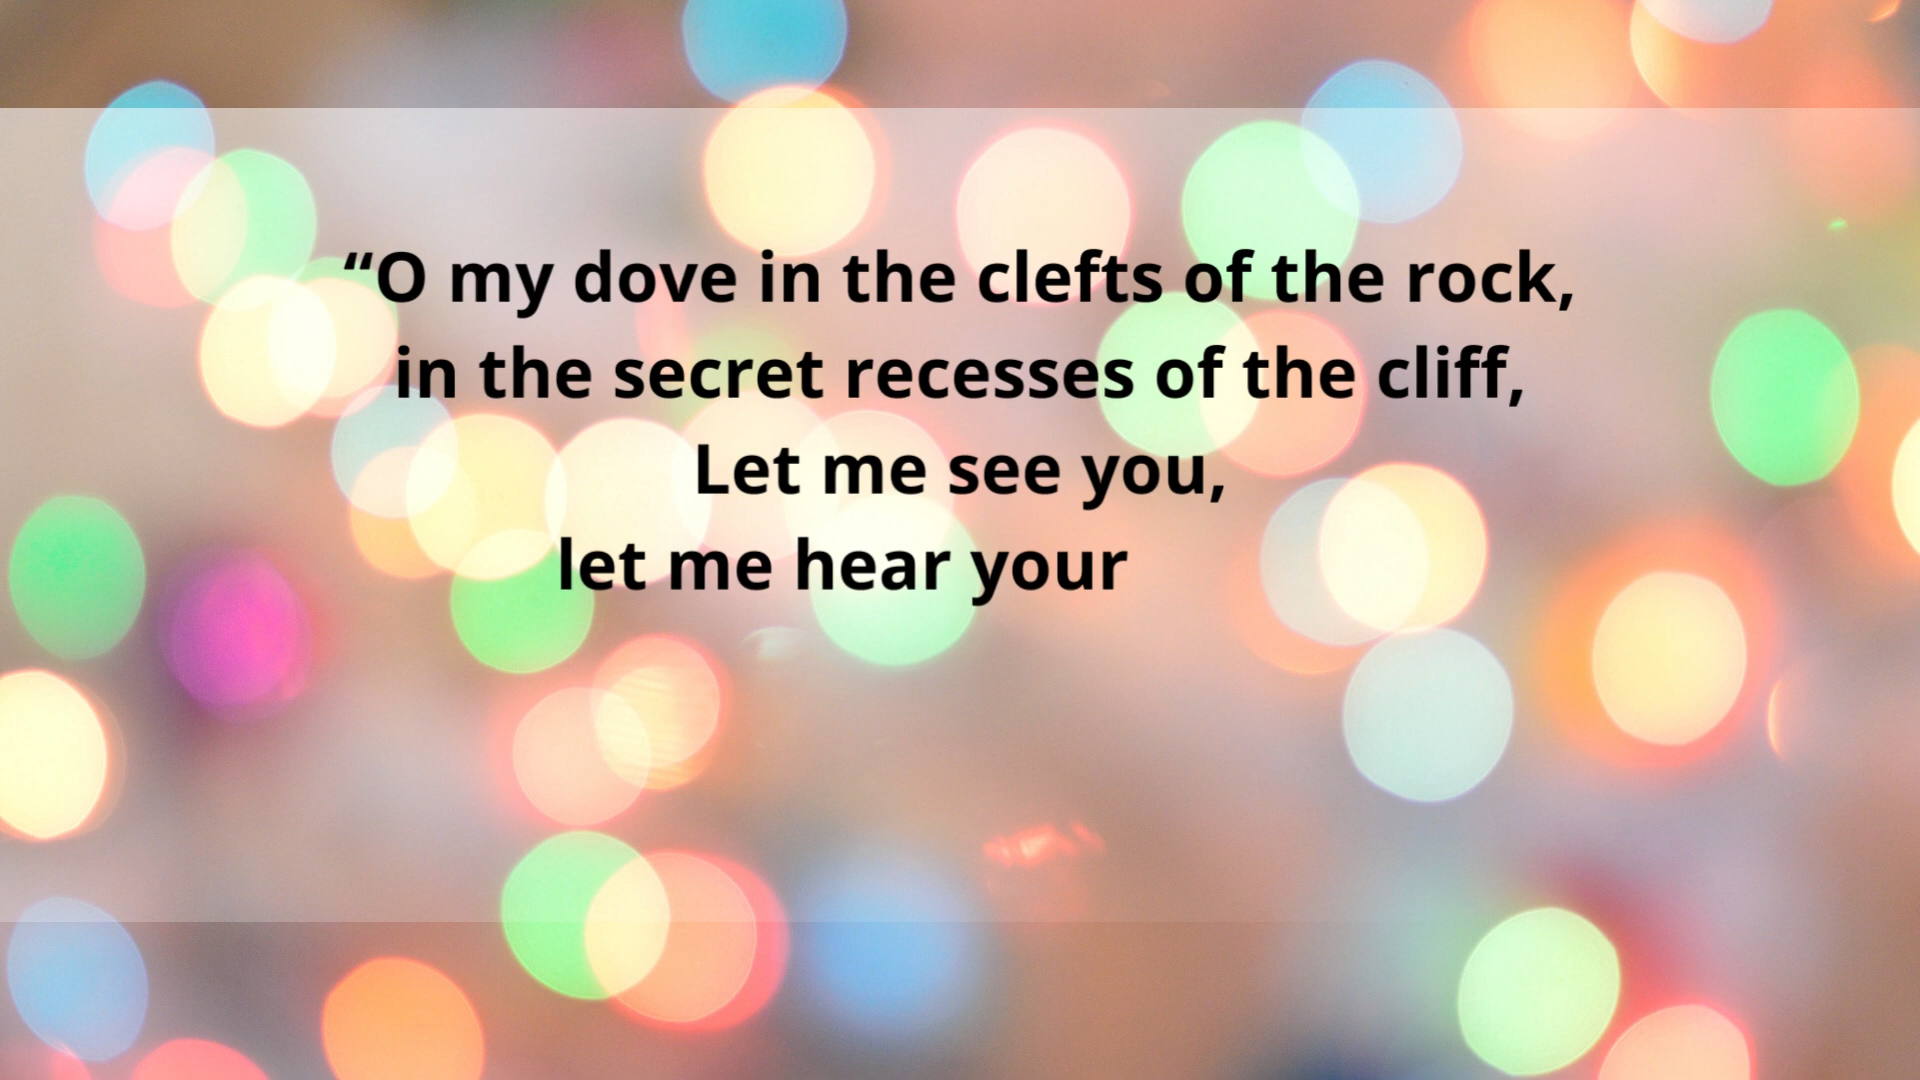 “O my dove in the clefts of the rock,
in the secret recesses of the cliff,
Let me see you,
let me hear your